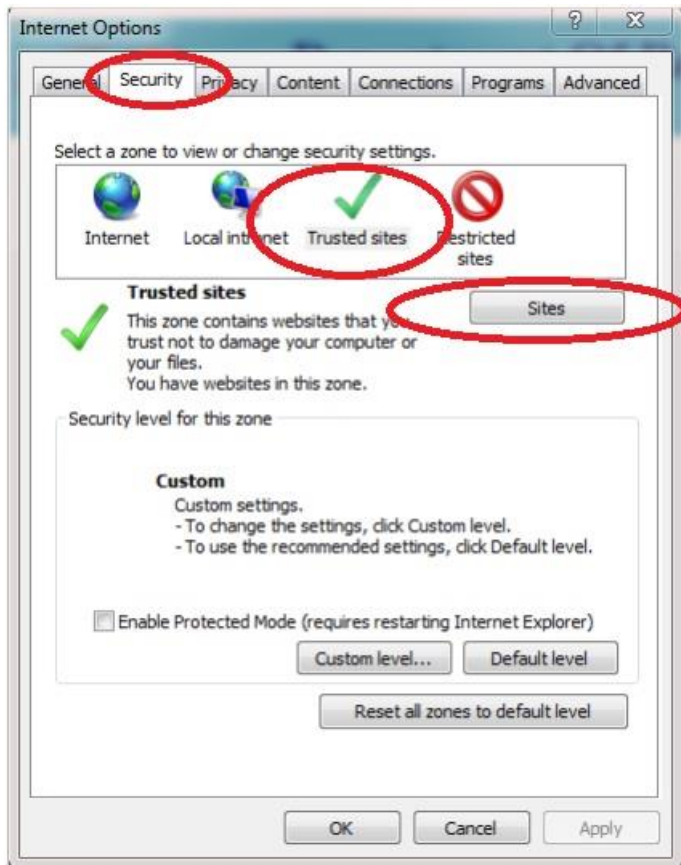 Internet Options
General Security Privacy Content Connections Programs Advanced
Select a zone to view or change security settings.
Internet Local intranet Trusted sites Restricted sites
Trusted sites
Sites
This zone contains websites that you
trust not to damage your computer or
your files.
You have websites in this zone.
Security level for this zone
Custom
Custom settings.
- To change the settings, click Custom level.
- To use the recommended settings, click Default level.
Enable Protected Mode (requires restarting Internet Explorer)
Custom level... Default level
Reset all zones to default level
OK Cancel Apply